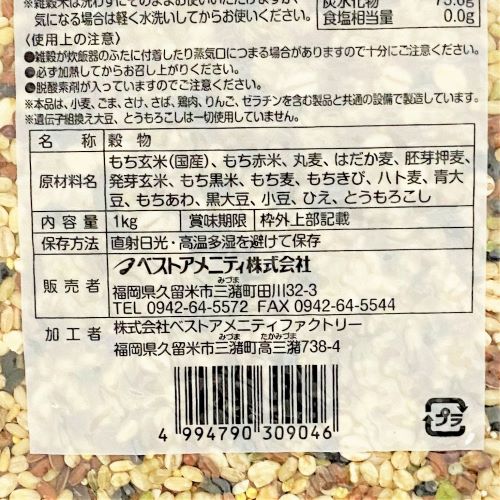 気になる場合は軽く水洗いしてからお使いください。
炭水化物 73.6g
食塩相当量 0.0g
〈使用上の注意〉
●雑穀が炊飯器のふたに付着したり蒸気口につまる場合がありますので十分にご注意ください。
●必ず加熱してからお召し上がりください。
●脱酸素剤が入っていますのでご注意ください。
※本品は、小麦、ごま、さけ、さば、鶏肉、りんご、ゼラチンを含む製品と共通の設備で製造しています。
※遺伝子組換え大豆、とうもろこしは一切使用していません。
名 称 穀 物
原材料名 もち玄米(国産)、もち赤米、丸麦、はだか麦、胚芽押麦、
発芽玄米、もち黒米、もち麦、もちきび、ハト麦、青大
豆、もちあわ、黒大豆、小豆、ひえ、とうもろこし
内 容 量 1kg 賞味期限 枠外上部記載
保存方法 直射日光・高温多湿を避けて保存
販 売 者 ベストアメニティ株式会社
みづま
福岡県久留米市三潴町田川32-3
TEL 0942-64-5572 FAX 0942-64-5544
加 工 者 株式会社ベストアメニティファクトリー
みづま たかみづま
福岡県久留米市三潴町高三潴738-4
プラ
4 994790 309046